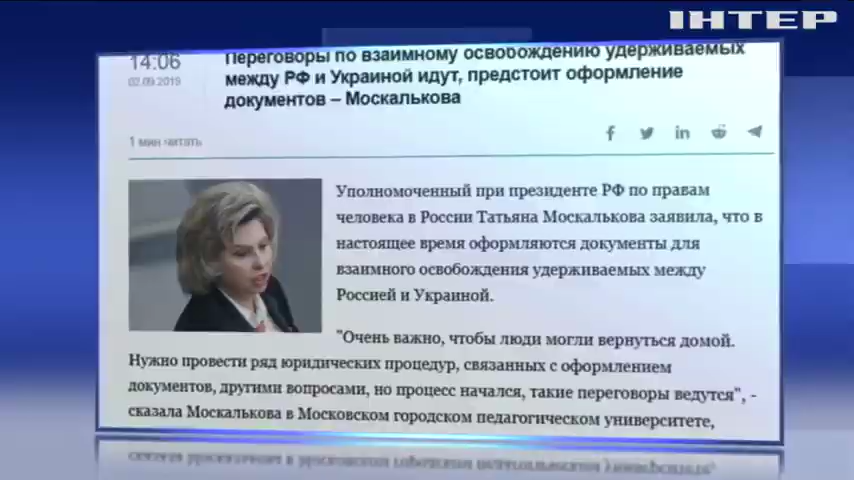 ІНТЕР
14:06
02.09.2019
Переговоры по взаимному освобождению удерживаемых
между РФ и Украиной идут, предстоит оформление
документов – Москалькова
1 мин читать
Уполномоченный при президенте РФ по правам
человека в России Татьяна Москалькова заявила, что в
настоящее время оформляются документы для
взаимного освобождения удерживаемых между
Россией и Украиной.
"Очень важно, чтобы люди могли вернуться домой.
Нужно провести ряд юридических процедур, связанных с оформлением
документов, другими вопросами, но процесс начался, такие переговоры ведутся", -
сказала Москалькова в Московском городском педагогическом университете,